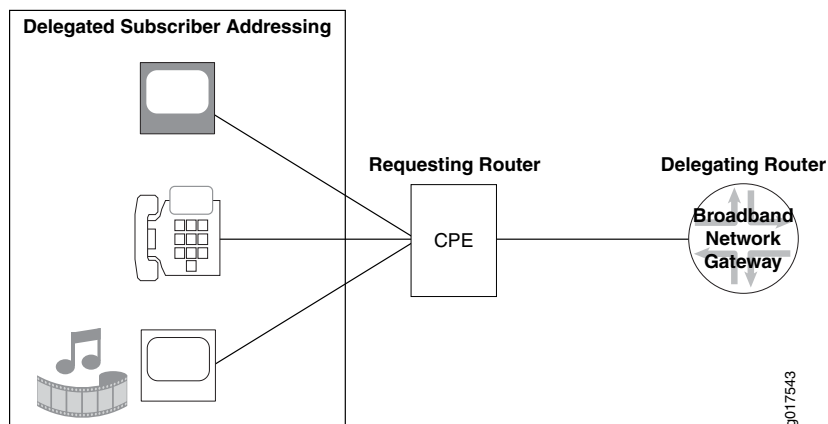 Delegated Subscriber Addressing
Requesting Router
Delegating Router
CPE
Broadband
Network
Gateway
g017543